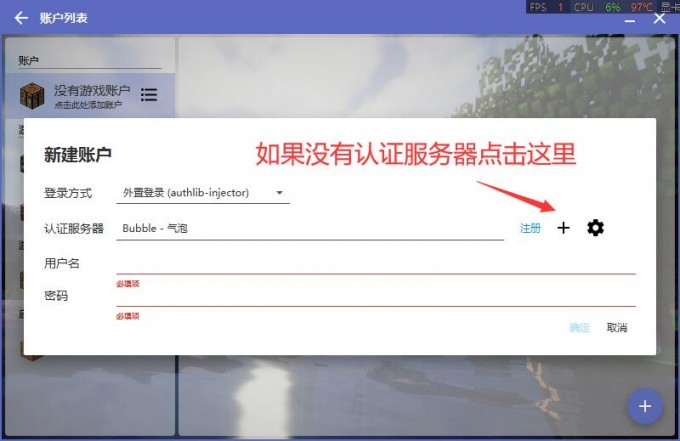 FPS 1 CPU 6% 97°C 显卡
账户列表
账户
没有游戏账户
点击此处添加账户
新建账户
如果没有认证服务器点击这里
登录方式 外置登录 (authlib-injector)
认证服务器 Bubble - 气泡 注册
用户名
必填项
密码
必填项
确定 取消